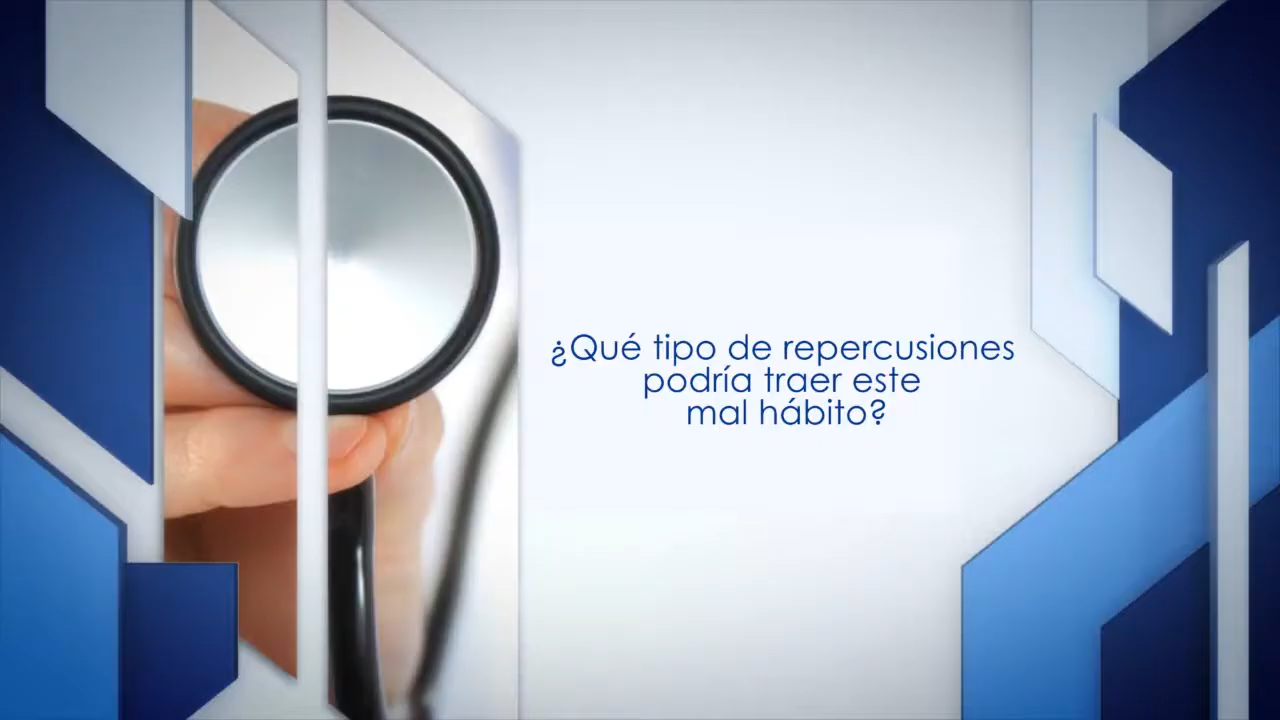 ¿Qué tipo de repercusiones
podría traer este
mal hábito?